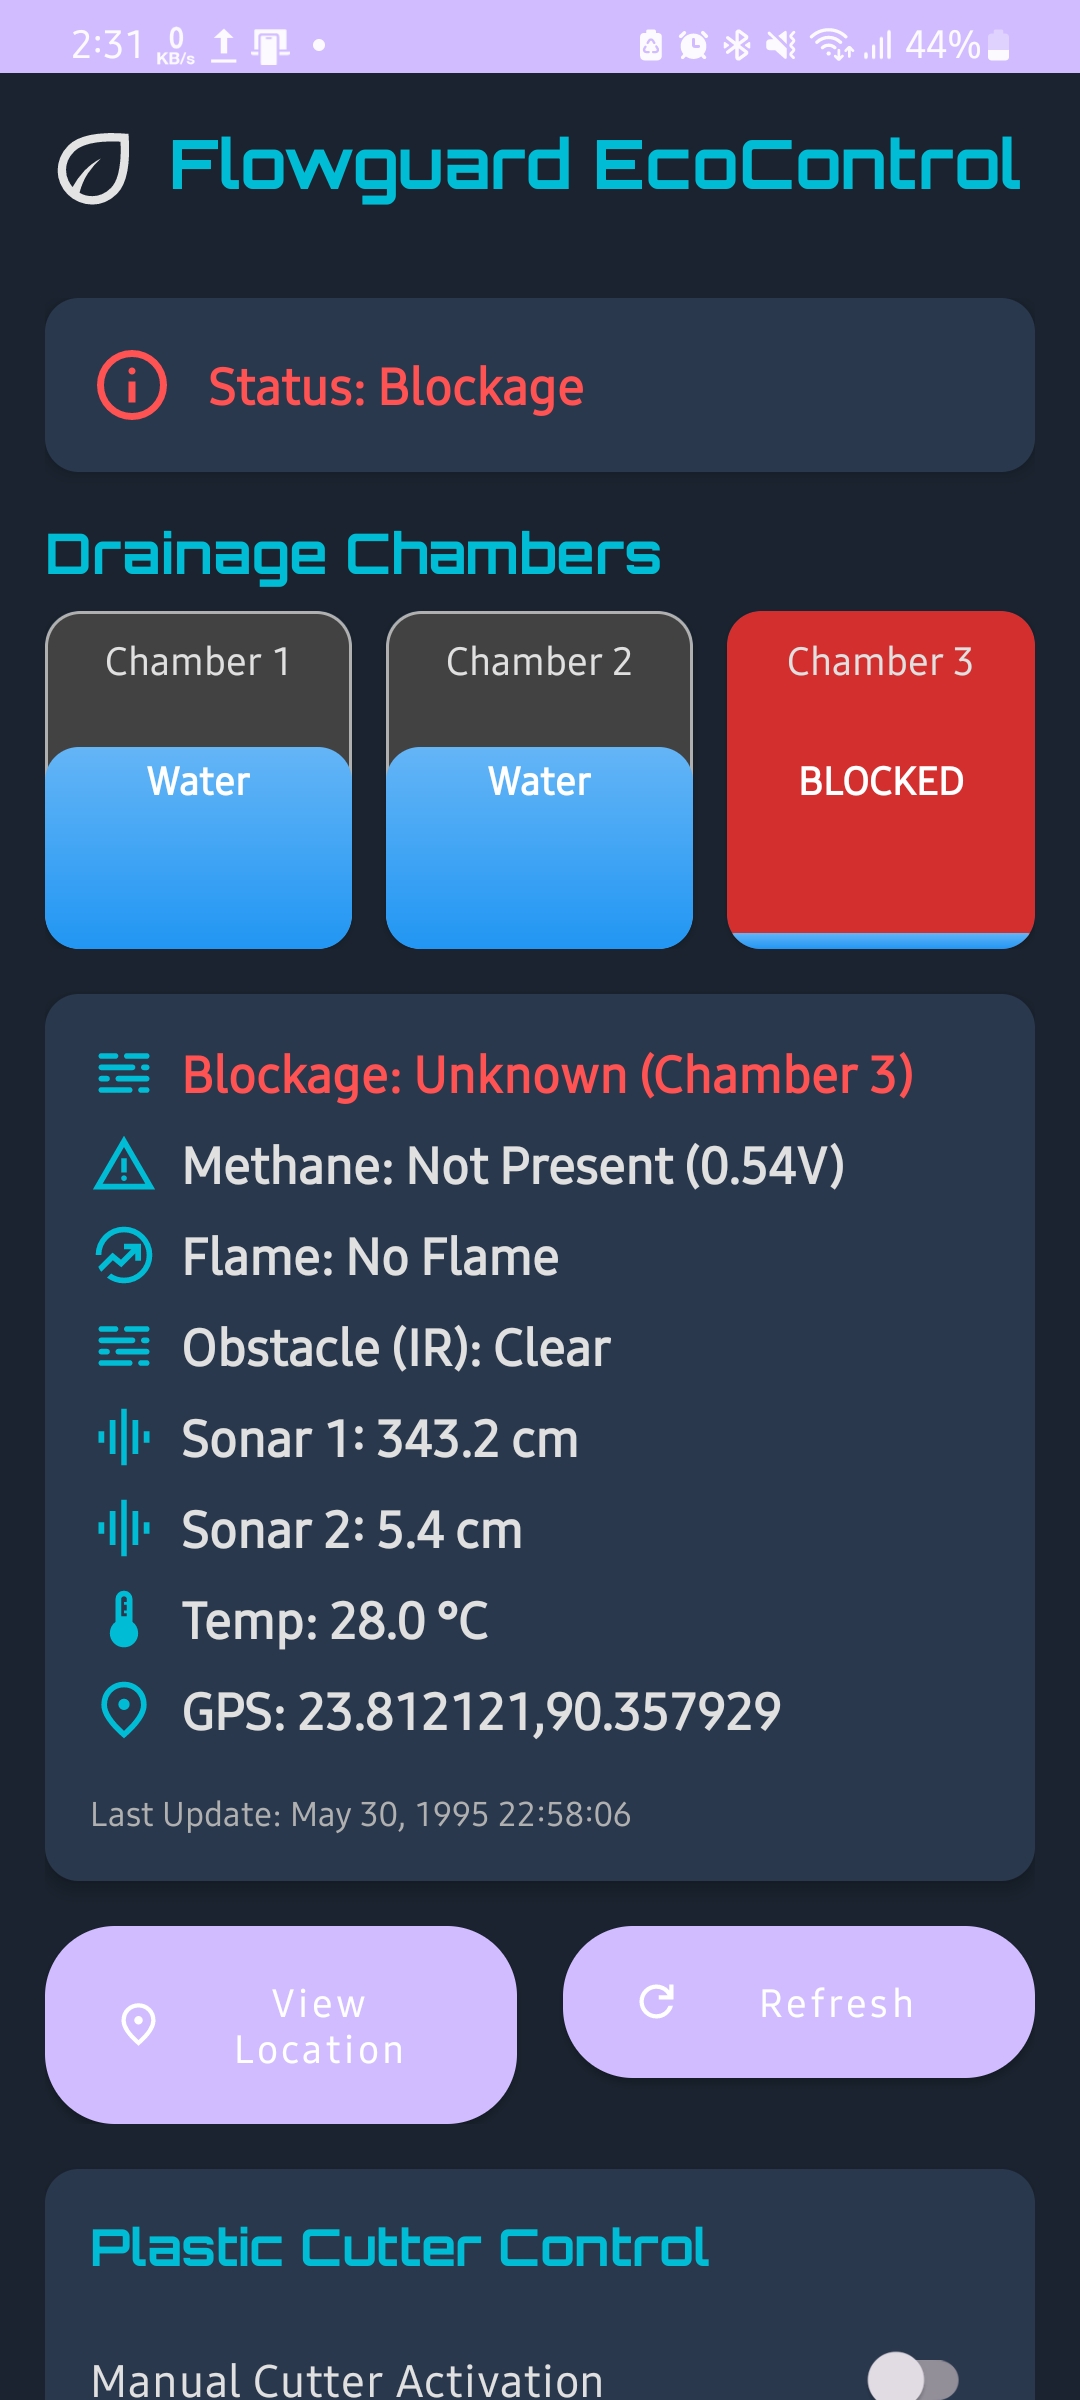 2:31 0 KB/s 44%
Flowguard EcoControl
Status: Blockage
Drainage Chambers
Chamber 1 Chamber 2 Chamber 3
Water Water BLOCKED
Blockage: Unknown (Chamber 3)
Methane: Not Present (0.54V)
Flame: No Flame
Obstacle (IR): Clear
Sonar 1: 343.2 cm
Sonar 2: 5.4 cm
Temp: 28.0 °C
GPS: 23.812121,90.357929
Last Update: May 30, 1995 22:58:06
View
Location
Refresh
Plastic Cutter Control
Manual Cutter Activation